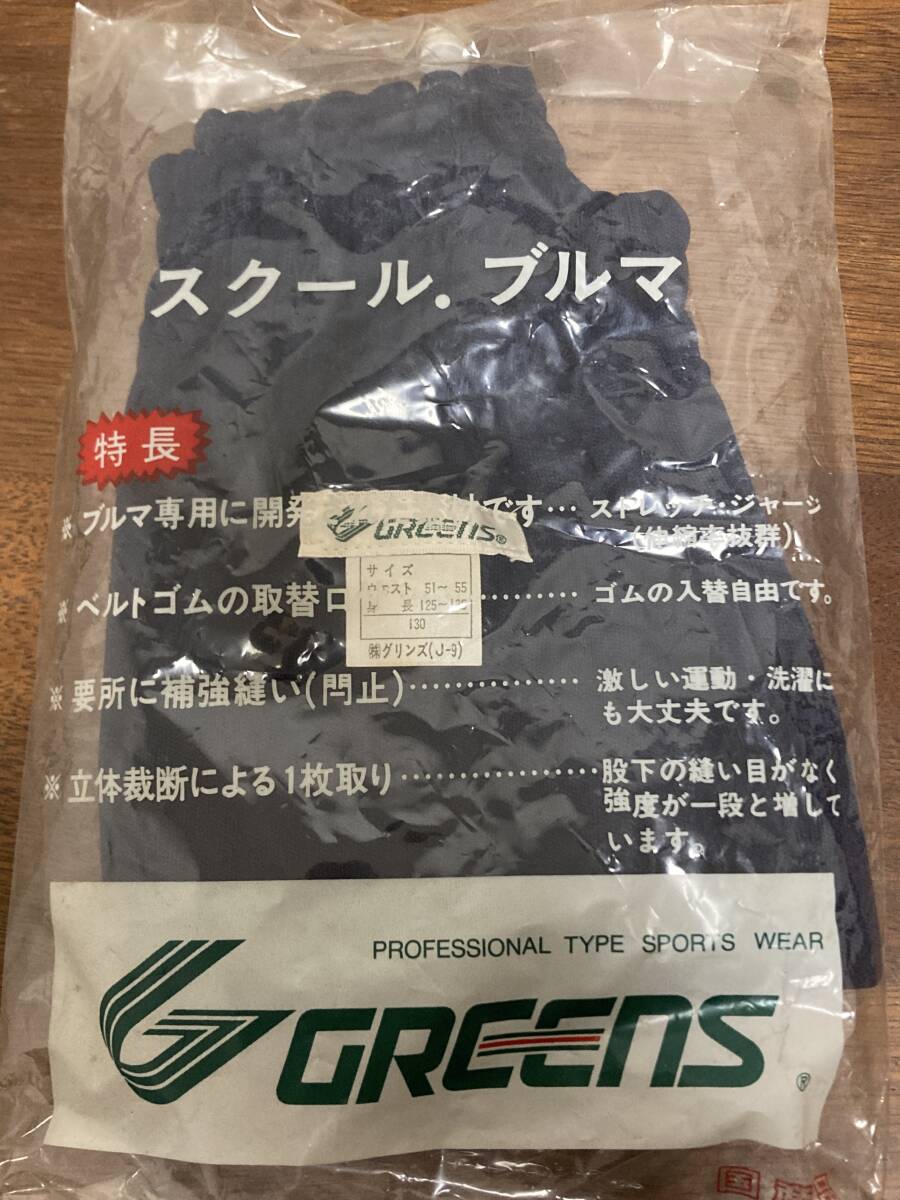 スクール.ブルマ
特長
※ ブルマ専用に開発 です… ストレッチ・ジャージ
(伸縮率抜群)
GREENS®
サイズ
ウエスト 51〜 55
身 長 125〜135
130
㈱グリンズ(J-9)
※ ベルトゴムの取替口 ………… ゴムの入替自由です。
※ 要所に補強縫い(閂止)…………… 激しい運動・洗濯に
も大丈夫です。
※ 立体裁断による1枚取り……………… 股下の縫い目がなく
強度が一段と増して
います。
PROFESSIONAL TYPE SPORTS WEAR
GREENS®